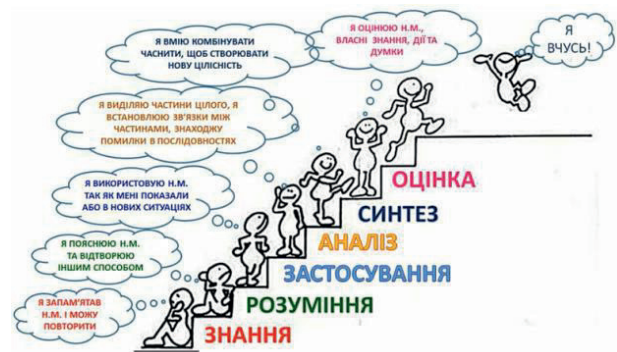 Я ОЦІНЮЮ Н.М.,
ВЛАСНІ ЗНАННЯ, ДІЇ ТА
ДУМКИ
Я
ВЧУСЬ!
Я ВМІЮ КОМБІНУВАТИ
ЧАСНИТИ, ЩОБ СТВОРЮВАТИ
НОВУ ЦІЛІСНІСТЬ
Я ВИДІЛЯЮ ЧАСТИНИ ЦІЛОГО, Я
ВСТАНОВЛЮЮ ЗВ'ЯЗКИ МІЖ
ЧАСТИНАМИ, ЗНАХОДЖУ
ПОМИЛКИ В ПОСЛІДОВНОСТЯХ
Я ВИКОРИСТОВУЮ Н.М.
ТАК ЯК МЕНІ ПОКАЗАЛИ
АБО В НОВИХ СИТУАЦІЯХ
Я ПОЯСНЮЮ Н.М.
ТА ВІДТВОРЮЮ
ІНШИМ СПОСОБОМ
Я ЗАПАМ'ЯТАВ
Н.М. І МОЖУ
ПОВТОРИТИ
ОЦІНКА
СИНТЕЗ
АНАЛІЗ
ЗАСТОСУВАННЯ
РОЗУМІННЯ
ЗНАННЯ